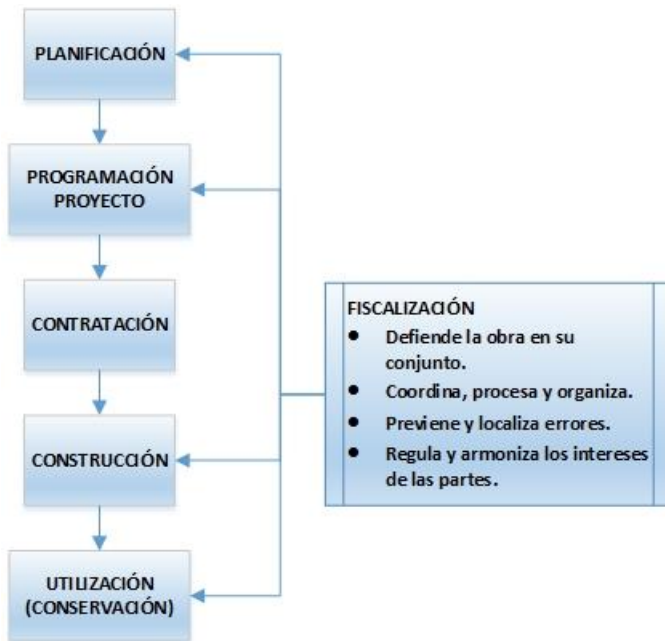 PLANIFICACIÓN
PROGRAMACIÓN
PROYECTO
CONTRATACIÓN
CONSTRUCCIÓN
UTILIZACIÓN
(CONSERVACIÓN)
FISCALIZACIÓN
● Defiende la obra en su
conjunto.
● Coordina, procesa y organiza.
● Previene y localiza errores.
● Regula y armoniza los intereses
de las partes.